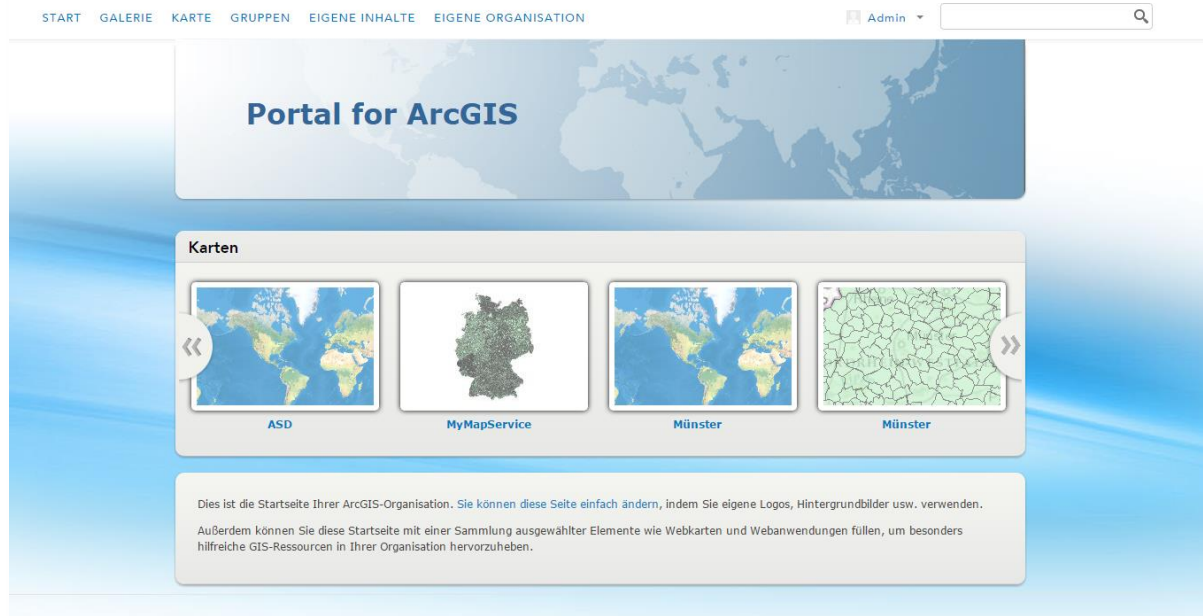 START GALERIE KARTE GRUPPEN EIGENE INHALTE EIGENE ORGANISATION Admin
Portal for ArcGIS
Karten
ASD MyMapService Münster Münster
Dies ist die Startseite Ihrer ArcGIS-Organisation. Sie können diese Seite einfach ändern, indem Sie eigene Logos, Hintergrundbilder usw. verwenden.
Außerdem können Sie diese Startseite mit einer Sammlung ausgewählter Elemente wie Webkarten und Webanwendungen füllen, um besonders
hilfreiche GIS-Ressourcen in Ihrer Organisation hervorzuheben.